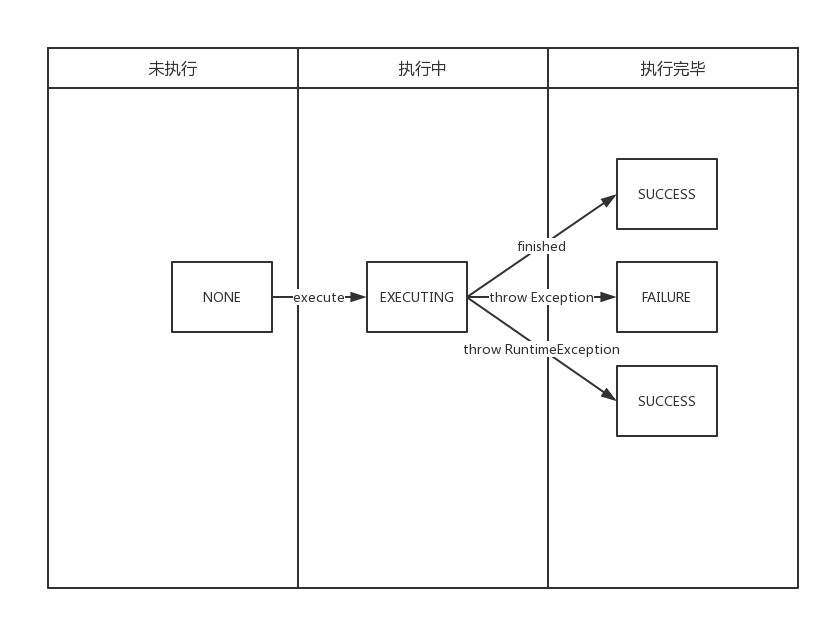 未执行
执行中
执行完毕
SUCCESS
finished
NONE
execute
EXECUTING
throw Exception
FAILURE
throw RuntimeException
SUCCESS